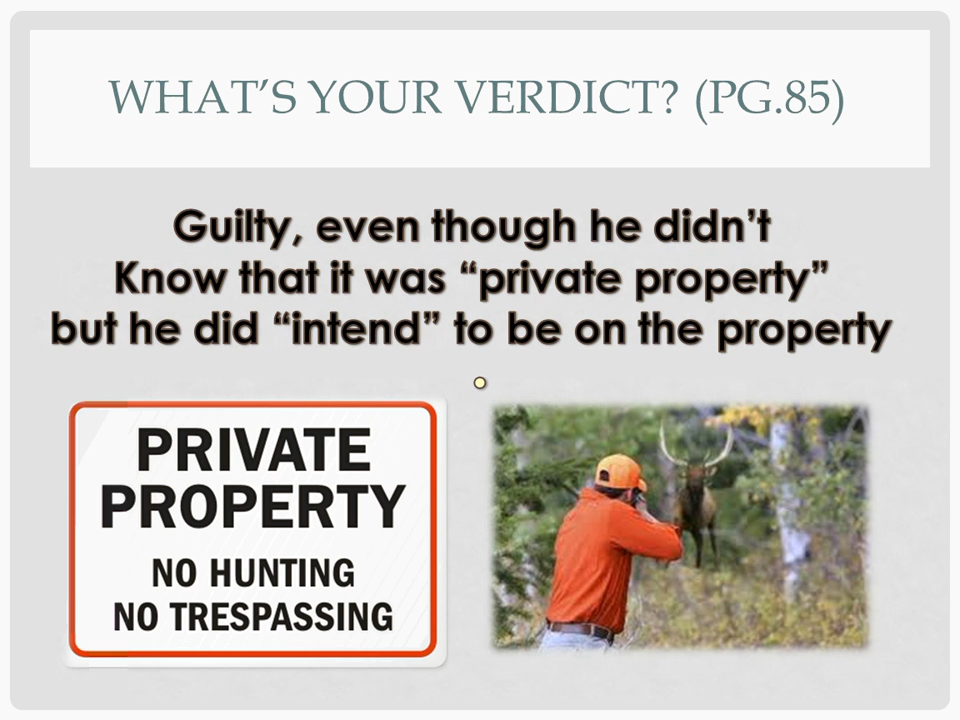 WHAT’S YOUR VERDICT? (PG.85)
Guilty, even though he didn’t
Know that it was “private property”
but he did “intend” to be on the property
.
PRIVATE
PROPERTY
NO HUNTING
NO TRESPASSING